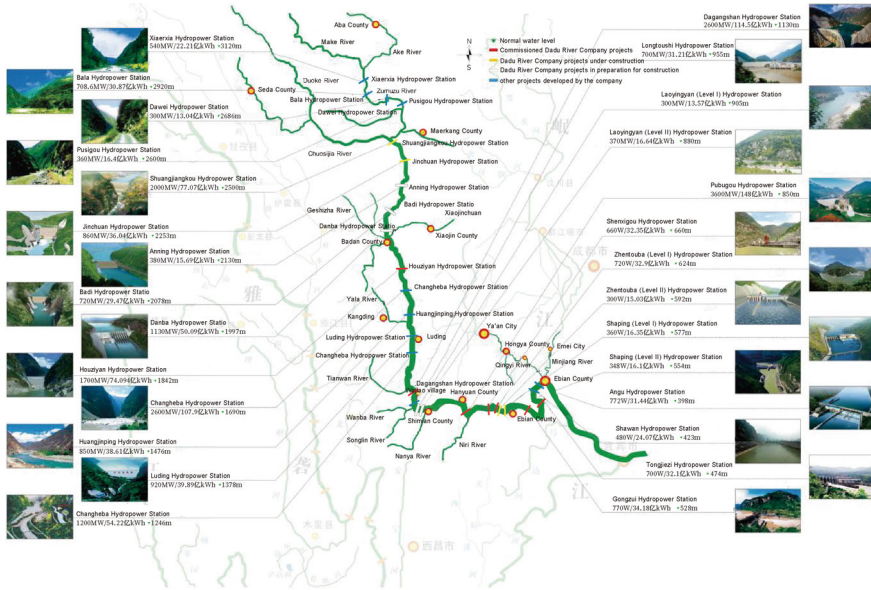 Xiaerxia Hydropower Station
540MW/22.21亿kWh +3120m
Bala Hydropower Station
708.6MW/30.87亿kWh +2920m
Dawei Hydropower Station
300MW/13.04亿kWh +2686m
Pusigou Hydropower Station
360MW/16.4亿kWh +2600m
Shuangjiangkou Hydropower Station
2000MW/77.07亿kWh +2500m
Jinchuan Hydropower Station
860MW/36.04亿kWh +2253m
Anning Hydropower Station
380MW/15.69亿kWh +2130m
Badi Hydropower Statio
720MW/29.47亿kWh +2078m
Danba Hydropower Statio
1130MW/50.09亿kWh +1997m
Houziyan Hydropower Station
1700MW/74.094亿kWh +1842m
Changheba Hydropower Station
2600MW/107.9亿kWh +1690m
Huangjinping Hydropower Station
850MW/38.61亿kWh +1476m
Luding Hydropower Station
920MW/39.89亿kWh +1378m
Changheba Hydropower Station
1200MW/54.22亿kWh +1246m
Aba County
Make River
Ake River
Xiaerxia Hydropower Station
Duoke River
Zumuzu River
Seda County
Bala Hydropower Station
Pusigou Hydropower Station
Dawei Hydropower Station
Maerkang County
Shuangjiangkou Hydropower Station
Chuosijia River
Jinchuan Hydropower Station
Anning Hydropower Station
Badi Hydropower Statio
Geshizha River
Xiaojinchuan
Danba Hydropower Statio
Xiaojin County
Badan County
Houziyan Hydropower Station
Changheba Hydropower Station
Yala River
Kangding
Huangjinping Hydropower Station
Ya'an City
Luding Hydropower Station
Luding
Hongya County
Emei City
Changheba Hydropower Station
Qingyi River
Minjiang River
Tianwan River
Ebian County
Dagangshan Hydropower Station
Hanyuan County
Wanba River
Shimian County
Ebian County
Songlin River
Niri River
Nanya River
N
S
Normal water level
Commissioned Dadu River Company projects
Dadu River Company projects under construction
Dadu River Company projects in preparation for construction
other projects developed by the company
Dagangshan Hydropower Station
2600MW/114.5亿kWh +1130m
Longtoushi Hydropower Station
700MW/31.21亿kWh +955m
Laoyingyan (Level I) Hydropower Station
300MW/13.57亿kWh +905m
Laoyingyan (Level II) Hydropower Station
370MW/16.64亿kWh +880m
Pubugou Hydropower Station
3600MW/148亿kWh +850m
Shenxigou Hydropower Station
660W/32.35亿kWh +660m
Zhentouba (Level I) Hydropower Station
720W/32.9亿kWh +624m
Zhentouba (Level II) Hydropower Station
300W/15.03亿kWh +592m
Shaping (Level I) Hydropower Station
360W/16.35亿kWh +577m
Shaping (Level II) Hydropower Station
348W/16.1亿kWh +554m
Angu Hydropower Station
772W/31.44亿kWh +398m
Shawan Hydropower Station
480W/24.07亿kWh +423m
Tongjiezi Hydropower Station
700W/32.1亿kWh +474m
Gongzui Hydropower Station
770W/34.18亿kWh +528m
成都市
西昌市
雅
江
岷
江